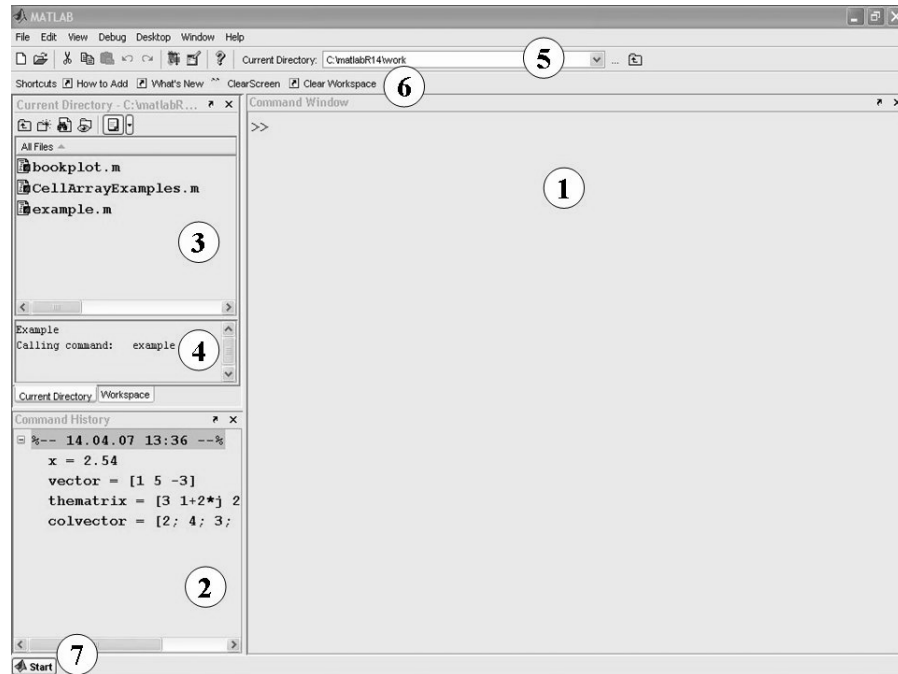 MATLAB
File Edit View Debug Desktop Window Help
Current Directory: C:\matlabR14\work ... 5
Shortcuts How to Add What's New ClearScreen Clear Workspace 6
Current Directory - C:\matlabR...
All Files
bookplot.m
CellArrayExamples.m
example.m
3
Example
Calling command: example
4
Current Directory Workspace
Command History
%-- 14.04.07 13:36 --%
x = 2.54
vector = [1 5 -3]
thematrix = [3 1+2*j 2
colvector = [2; 4; 3;
2
Command Window
>>
1
Start 7